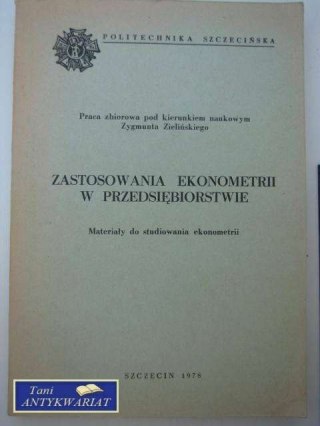 POLITECHNIKA SZCZECIŃSKA
Praca zbiorowa pod kierunkiem naukowym
Zygmunta Zielińskiego
ZASTOSOWANIA EKONOMETRII
W PRZEDSIĘBIORSTWIE
Materiały do studiowania ekonometrii
SZCZECIN 1978
Tani
ANTYKWARIAT